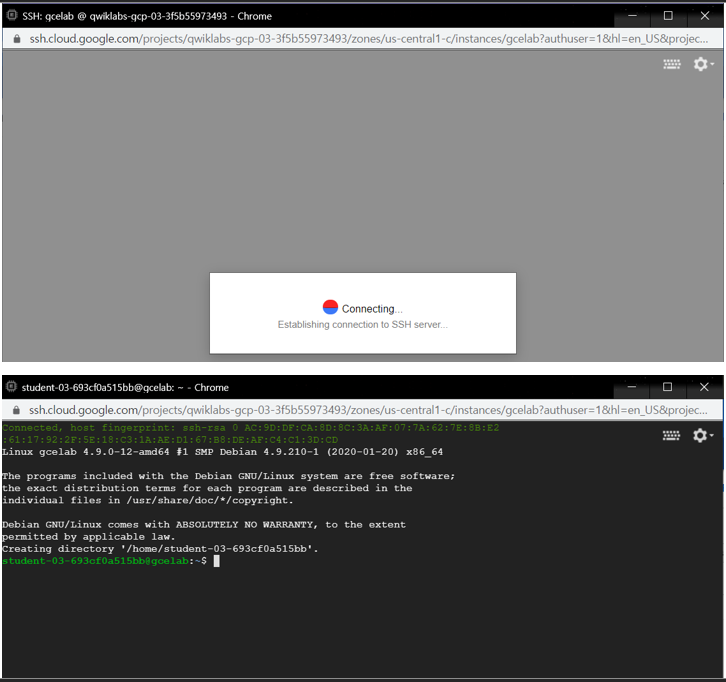 SSH: gcelab @ qwiklabs-gcp-03-3f5b55973493 - Chrome
ssh.cloud.google.com/projects/qwiklabs-gcp-03-3f5b55973493/zones/us-central1-c/instances/gcelab?authuser=1&hl=en_US&projec...
Connecting...
Establishing connection to SSH server...
student-03-693cf0a515bb@gcelab: ~ - Chrome
ssh.cloud.google.com/projects/qwiklabs-gcp-03-3f5b55973493/zones/us-central1-c/instances/gcelab?authuser=1&hl=en_US&projec...
Connected, host fingerprint: ssh-rsa 0 AC:9D:DF:CA:8D:8C:3A:AF:07:7A:62:7E:8B:E2
:61:17:92:2F:5E:18:C3:1A:AE:D1:67:B8:DE:AF:C4:C1:3D:CD
Linux gcelab 4.9.0-12-amd64 #1 SMP Debian 4.9.210-1 (2020-01-20) x86_64
The programs included with the Debian GNU/Linux system are free software;
the exact distribution terms for each program are described in the
individual files in /usr/share/doc/*/copyright.
Debian GNU/Linux comes with ABSOLUTELY NO WARRANTY, to the extent
permitted by applicable law.
Creating directory '/home/student-03-693cf0a515bb'.
student-03-693cf0a515bb@gcelab:~$